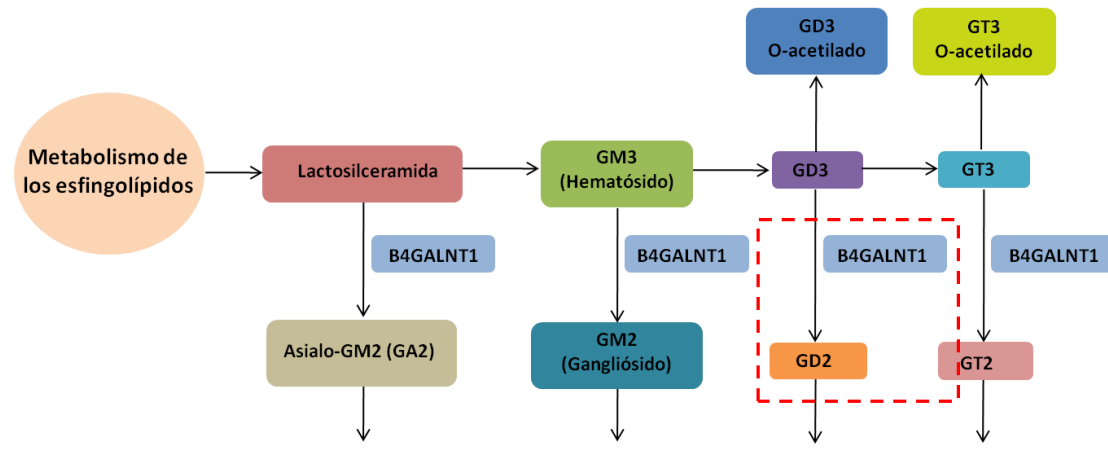 GD3
O-acetilado
GT3
O-acetilado
Metabolismo de
los esfingolípidos
Lactosilceramida
GM3
(Hematósido)
GD3
GT3
B4GALNT1
B4GALNT1
B4GALNT1
B4GALNT1
Asialo-GM2 (GA2)
GM2
(Gangliósido)
GD2
GT2